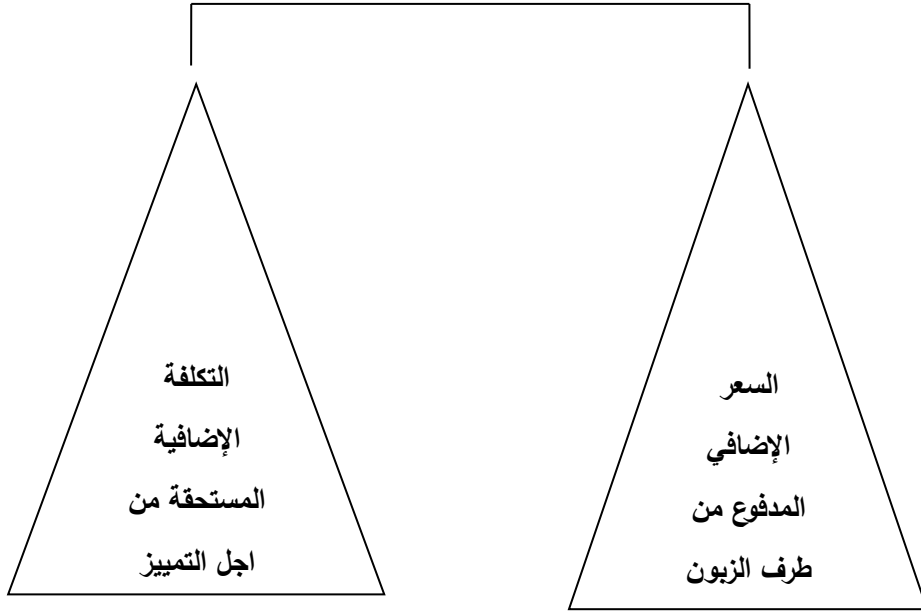 السعر
الإضافي
المدفوع من
طرف الزبون
التكلفة
الإضافية
المستحقة من
اجل التمييز